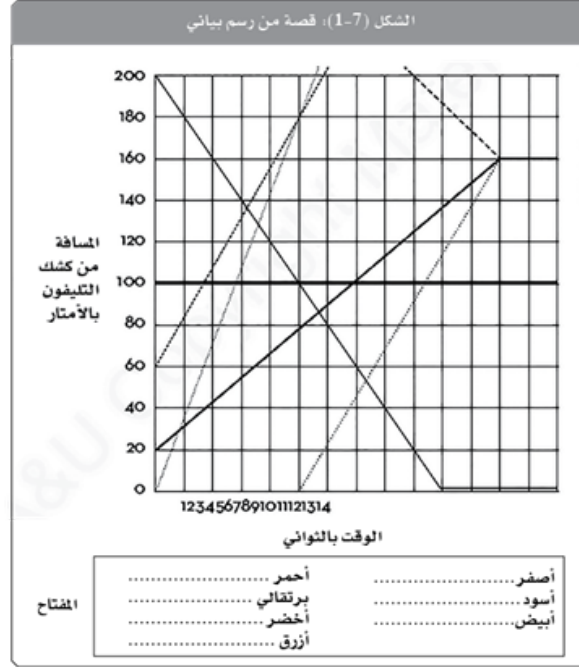 الشكل (7-1): قصة من رسم بياني
200
180
160
140
120
100
80
60
40
20
0
المسافة
من كشك
التليفون
بالأمتار
1234567891011121314
الوقت بالثواني
المفتاح
أصفر........................ أحمر........................
أسود........................ برتقالي........................
أبيض........................ أخضر........................
أزرق........................